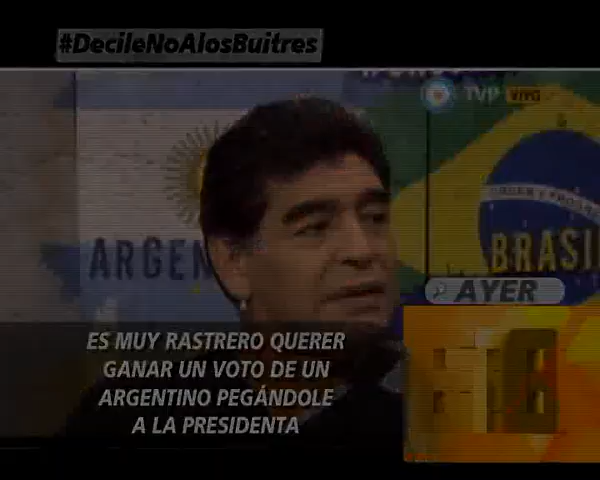 #DecileNoAlosBuitres
TVP VIVO
ARGEN
BRASIL
AYER
ES MUY RASTRERO QUERER
GANAR UN VOTO DE UN
ARGENTINO PEGÁNDOLE
A LA PRESIDENTA